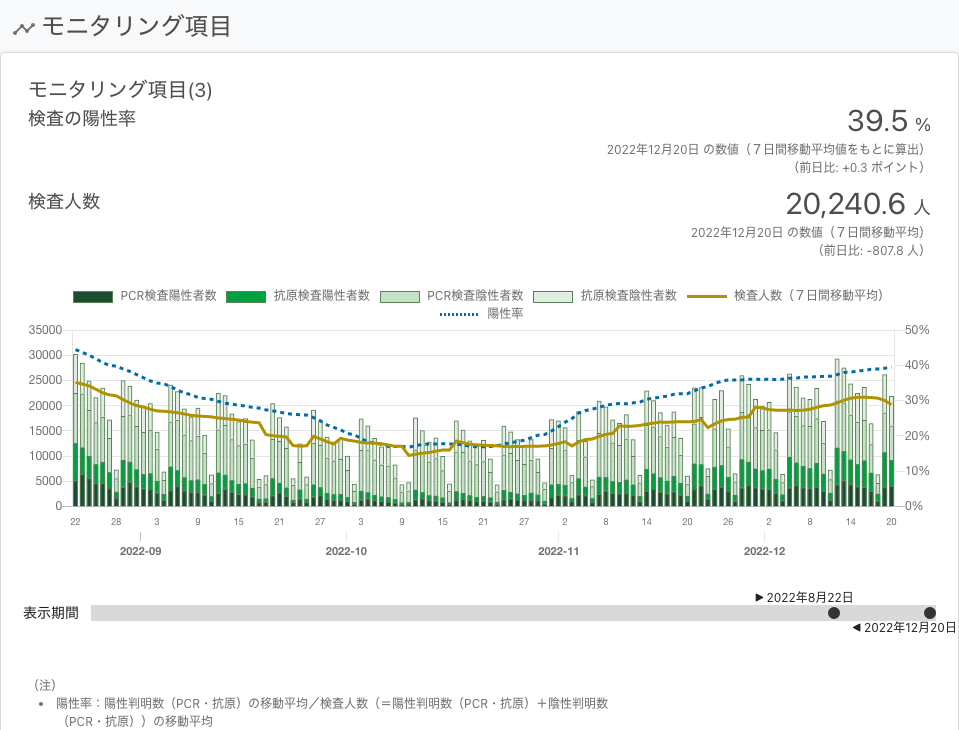 モニタリング項目
モニタリング項目(3)
検査の陽性率
39.5 %
2022年12月20日 の数値（７日間移動平均値をもとに算出）
（前日比: +0.3 ポイント）
検査人数
20,240.6 人
2022年12月20日 の数値（７日間移動平均）
（前日比: -807.8 人）
PCR検査陽性者数 抗原検査陽性者数 PCR検査陰性者数 抗原検査陰性者数 検査人数（７日間移動平均）
陽性率
35000 50%
30000 40%
25000
20000 30%
15000 20%
10000
5000 10%
0 0%
22 28 3 9 15 21 27 3 9 15 21 27 2 8 14 20 26 2 8 14 20
2022-09 2022-10 2022-11 2022-12
▶ 2022年8月22日
表示期間
◀ 2022年12月20日
（注）
• 陽性率：陽性判明数（PCR・抗原）の移動平均／検査人数（＝陽性判明数（PCR・抗原）＋陰性判明数
（PCR・抗原））の移動平均